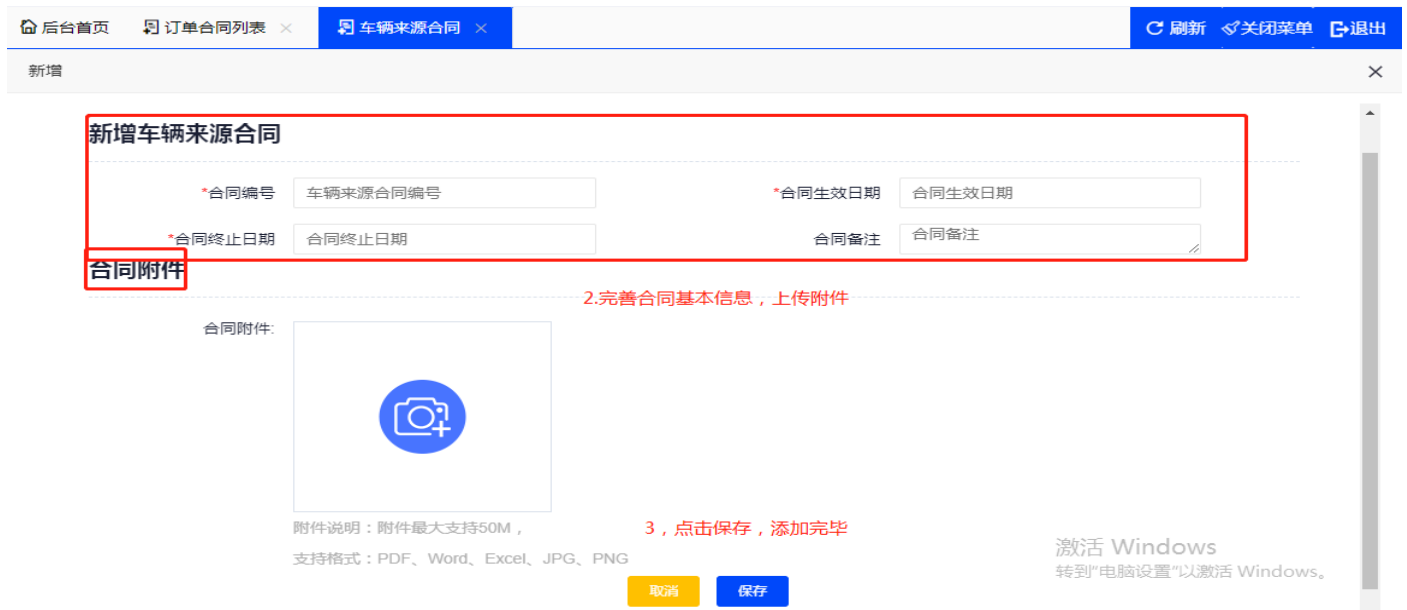 后台首页 订单合同列表 × 车辆来源合同 × 刷新 关闭菜单 退出
新增 ×
新增车辆来源合同
*合同编号 车辆来源合同编号 *合同生效日期 合同生效日期
*合同终止日期 合同终止日期 合同备注 合同备注
合同附件
2.完善合同基本信息，上传附件
合同附件:
附件说明：附件最大支持50M，
3，点击保存，添加完毕
支持格式：PDF、Word、Excel、JPG、PNG
激活 Windows
转到"电脑设置"以激活 Windows。
取消 保存